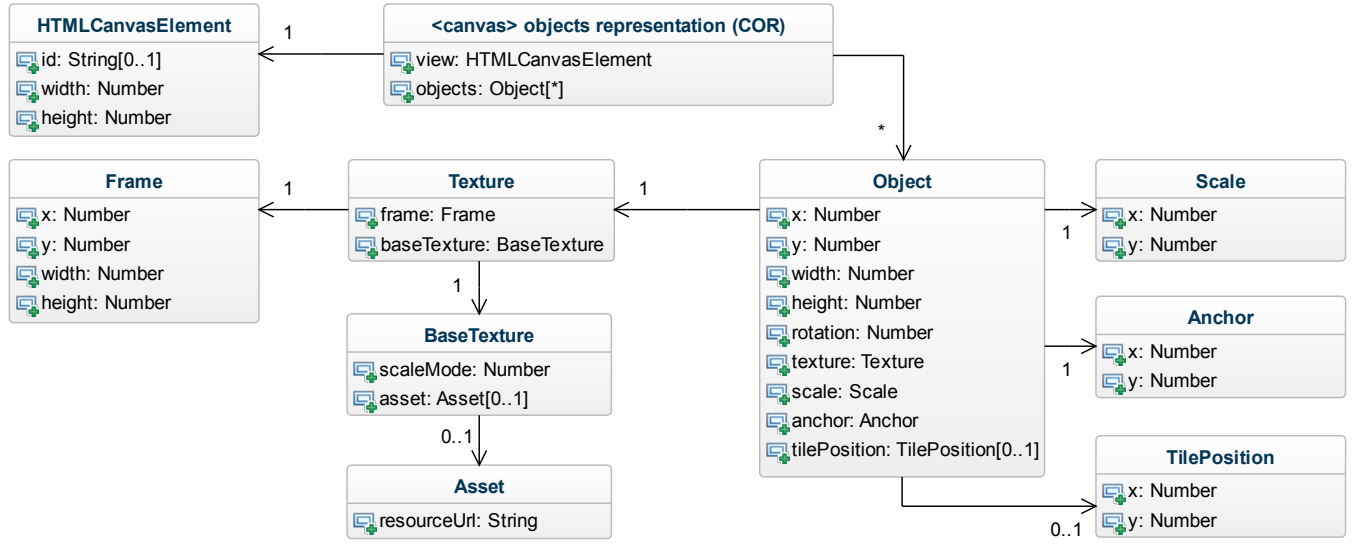 HTMLCanvasElement
id: String[0..1]
width: Number
height: Number
1
<canvas> objects representation (COR)
view: HTMLCanvasElement
objects: Object[*]
*
Frame
x: Number
y: Number
width: Number
height: Number
1
Texture
frame: Frame
baseTexture: BaseTexture
1
1
BaseTexture
scaleMode: Number
asset: Asset[0..1]
0..1
Asset
resourceUrl: String
Object
x: Number
y: Number
width: Number
height: Number
rotation: Number
texture: Texture
scale: Scale
anchor: Anchor
tilePosition: TilePosition[0..1]
1
Scale
x: Number
y: Number
1
Anchor
x: Number
y: Number
0..1
TilePosition
x: Number
y: Number